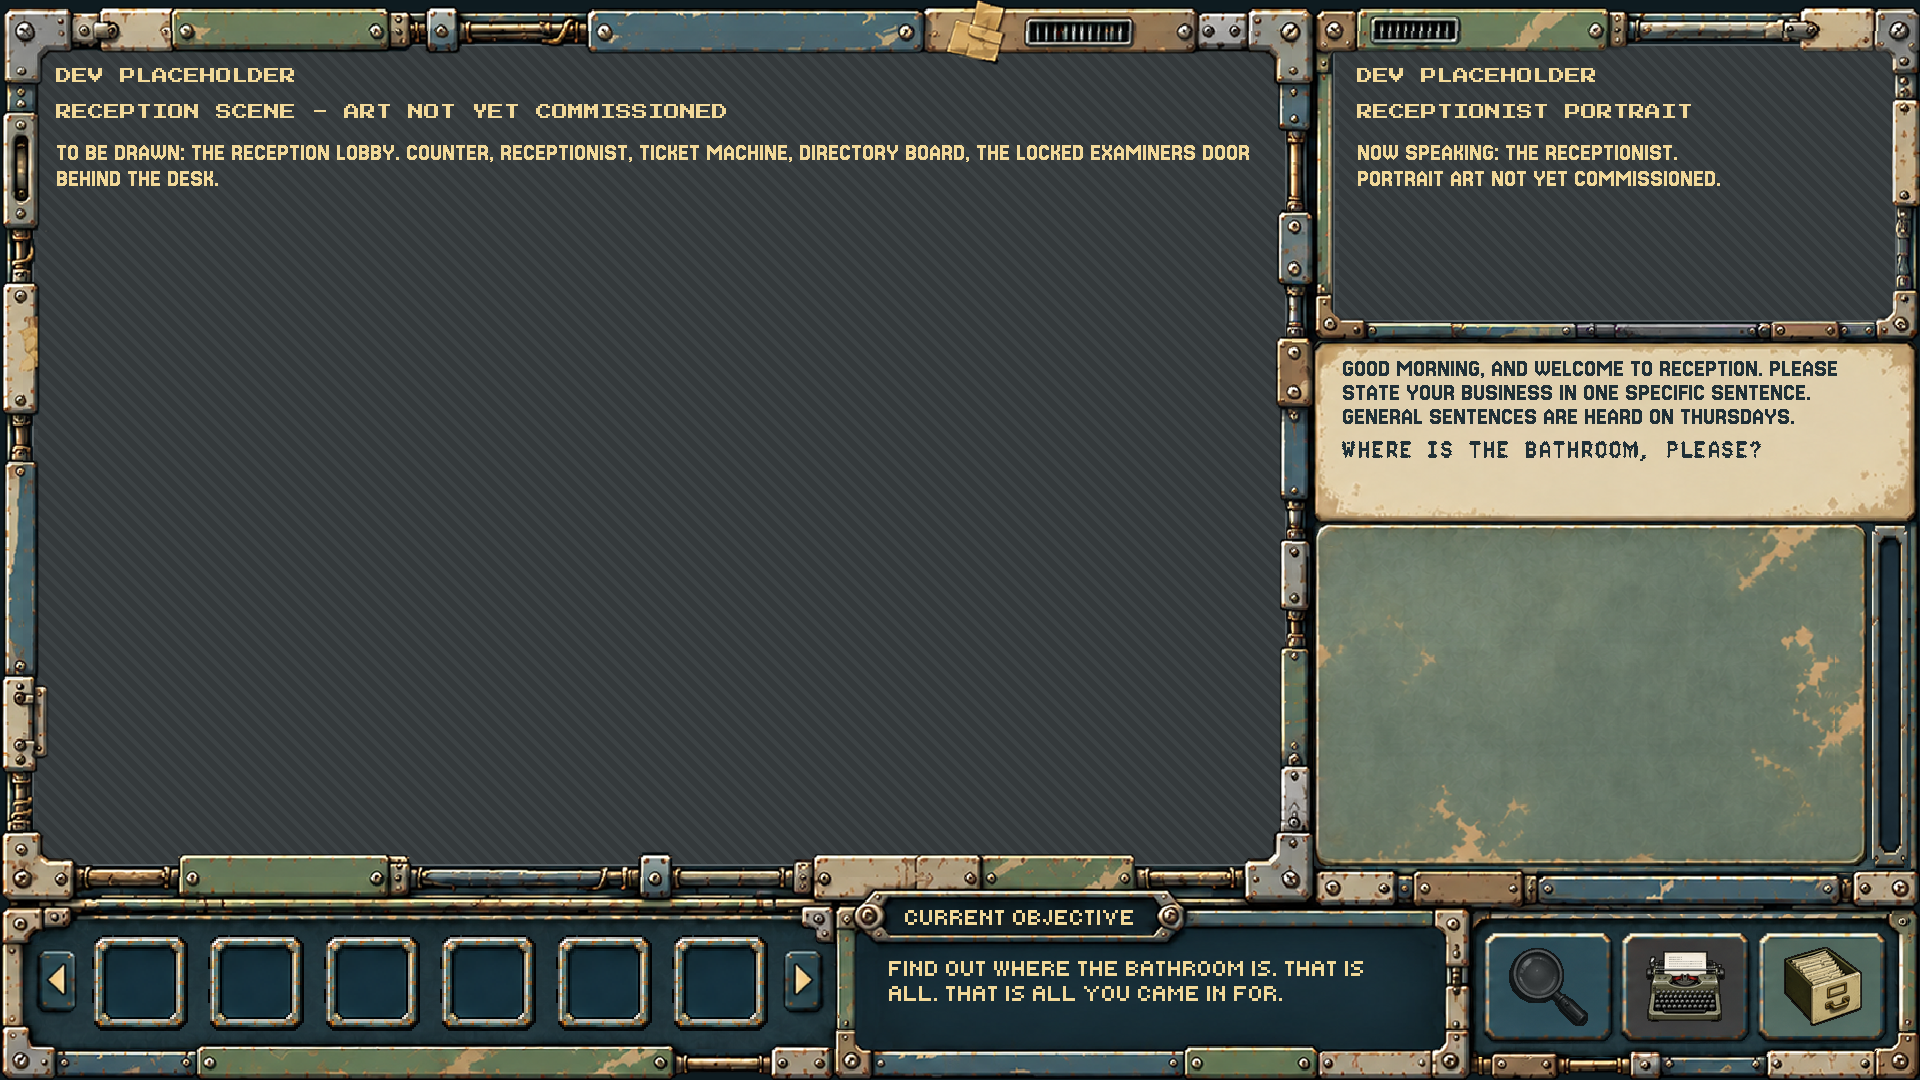 DEV PLACEHOLDER
RECEPTION SCENE - ART NOT YET COMMISSIONED
TO BE DRAWN: THE RECEPTION LOBBY. COUNTER, RECEPTIONIST, TICKET MACHINE, DIRECTORY BOARD, THE LOCKED EXAMINERS DOOR
BEHIND THE DESK.
DEV PLACEHOLDER
RECEPTIONIST PORTRAIT
NOW SPEAKING: THE RECEPTIONIST.
PORTRAIT ART NOT YET COMMISSIONED.
GOOD MORNING, AND WELCOME TO RECEPTION. PLEASE
STATE YOUR BUSINESS IN ONE SPECIFIC SENTENCE.
GENERAL SENTENCES ARE HEARD ON THURSDAYS.
WHERE IS THE BATHROOM, PLEASE?
CURRENT OBJECTIVE
FIND OUT WHERE THE BATHROOM IS. THAT IS
ALL. THAT IS ALL YOU CAME IN FOR.